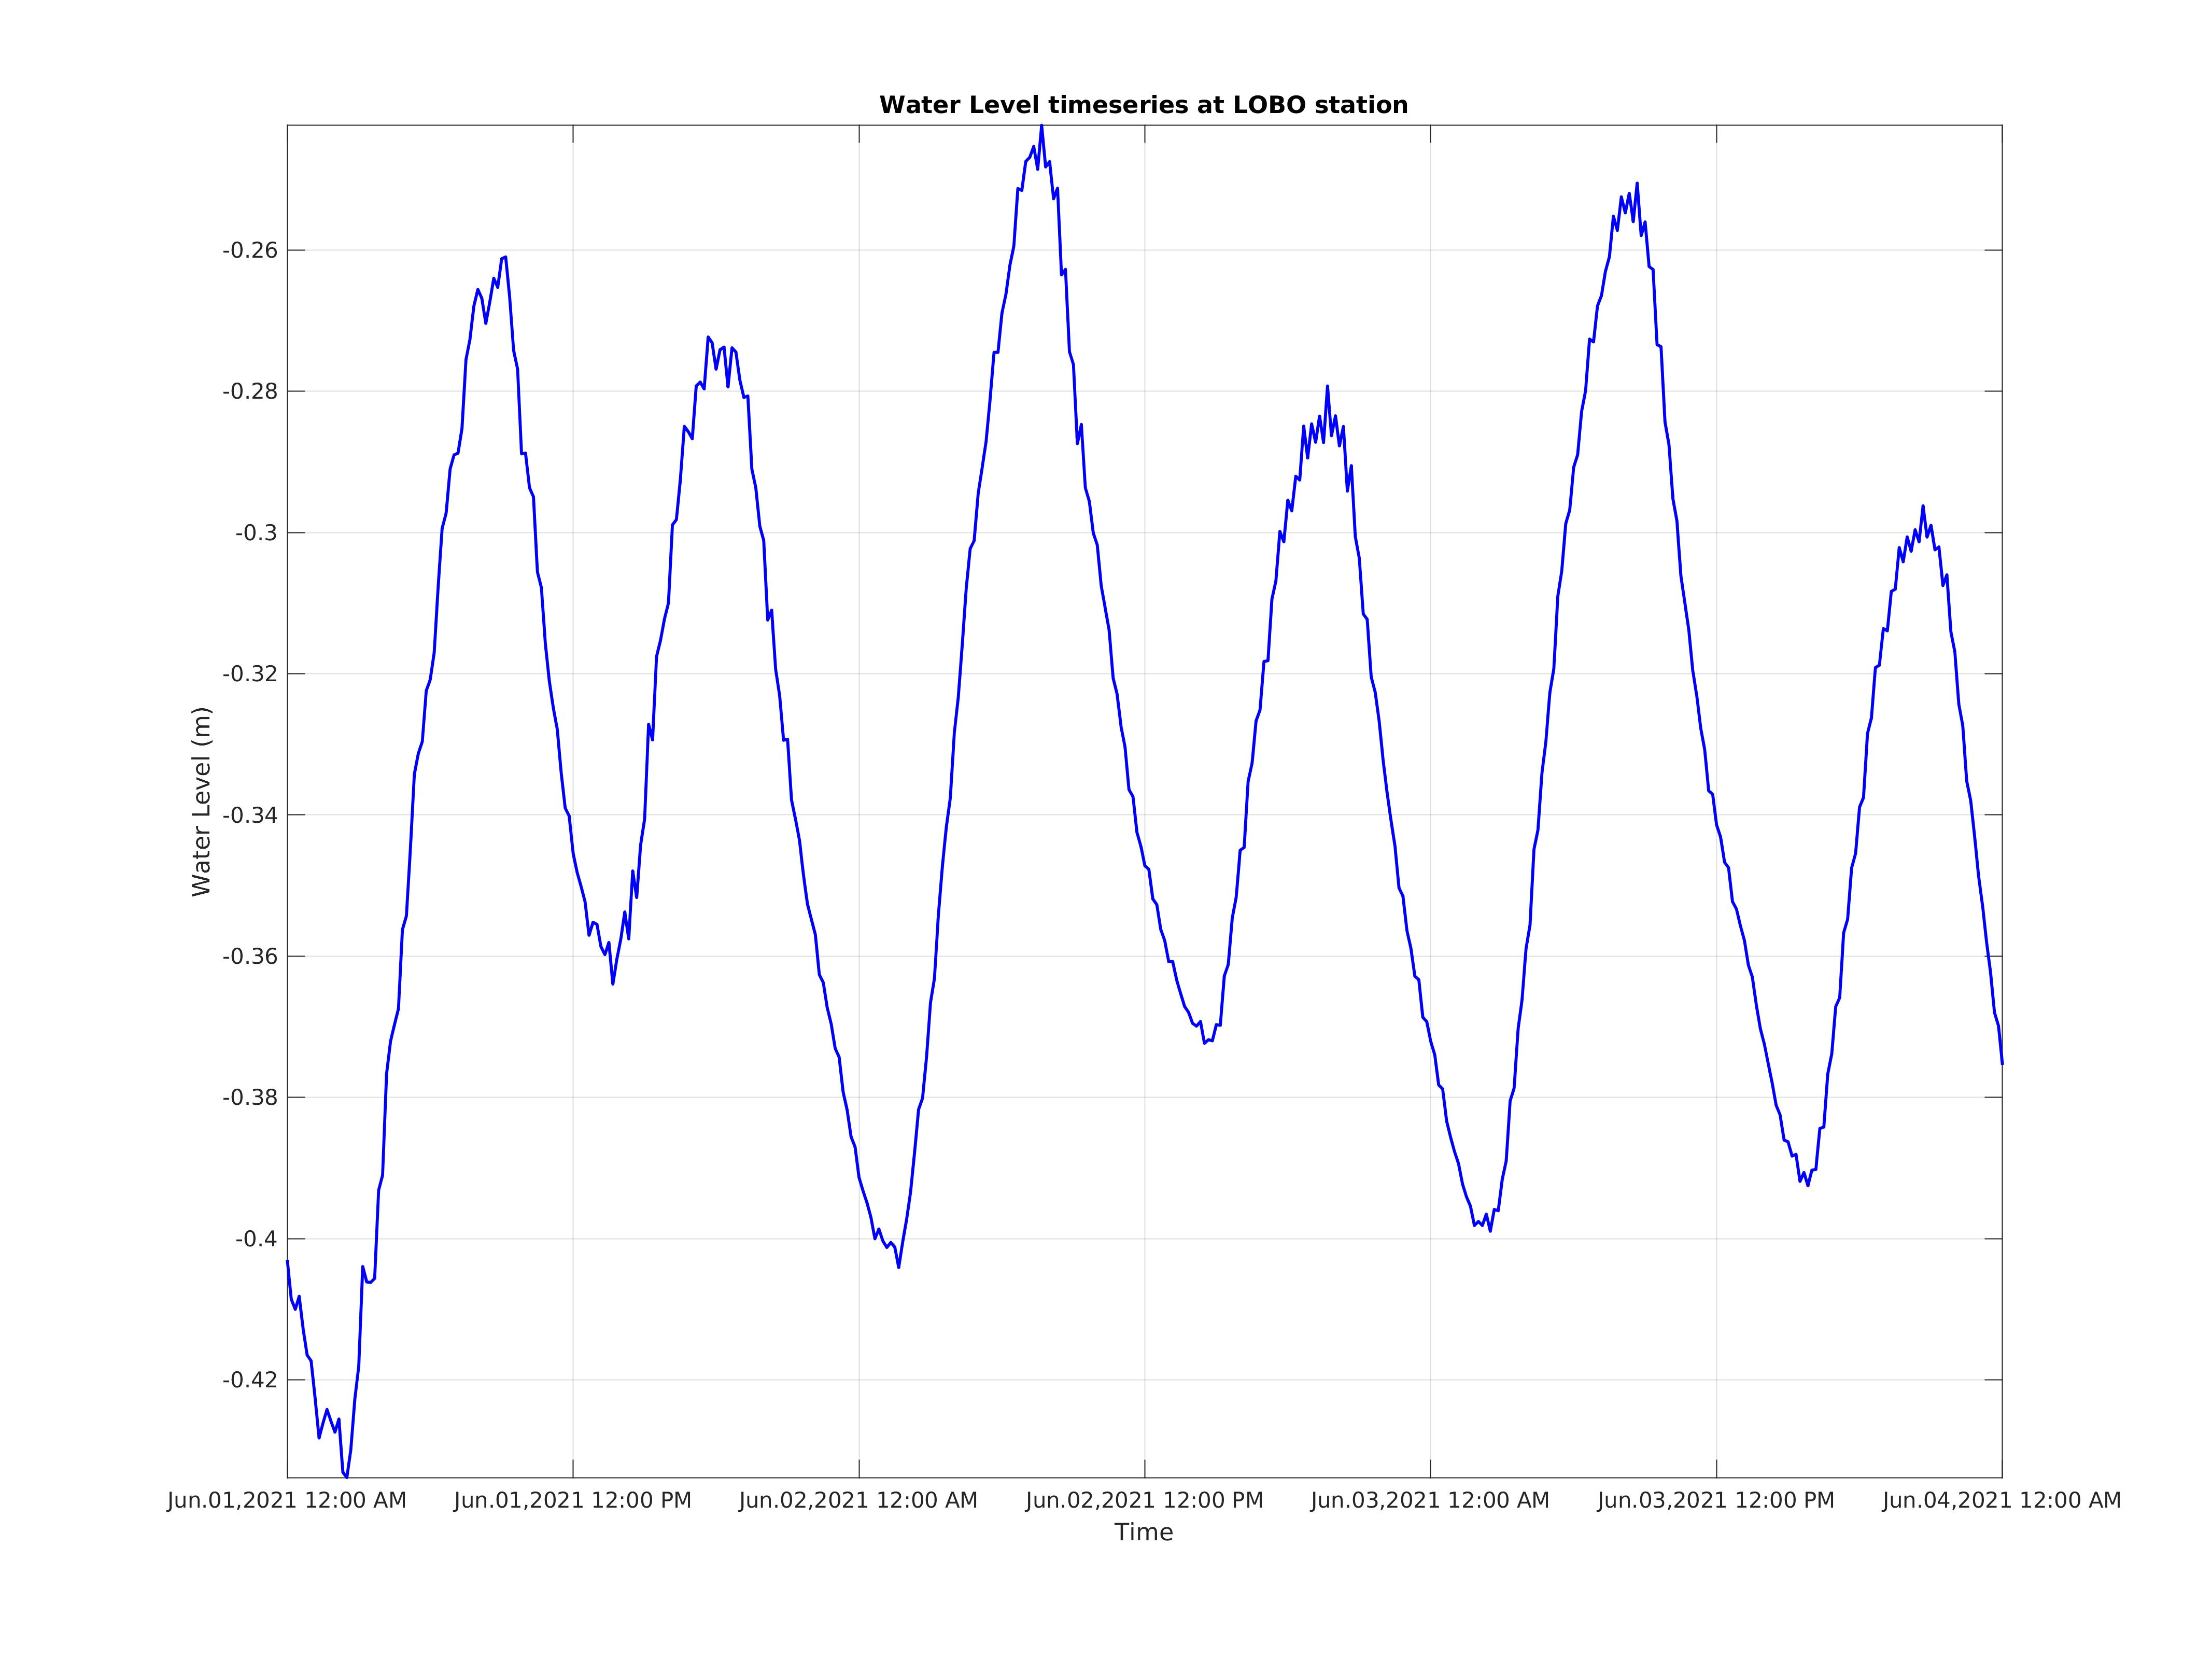 Water Level timeseries at LOBO station
-0.26
-0.28
-0.3
-0.32
-0.34
-0.36
-0.38
-0.4
-0.42
Water Level (m)
Jun.01,2021 12:00 AM Jun.01,2021 12:00 PM Jun.02,2021 12:00 AM Jun.02,2021 12:00 PM Jun.03,2021 12:00 AM Jun.03,2021 12:00 PM Jun.04,2021 12:00 AM
Time